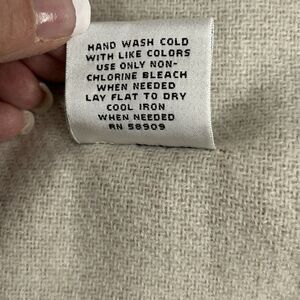 HAND WASH COLD
WITH LIKE COLORS
USE ONLY NON-
CHLORINE BLEACH
WHEN NEEDED
LAY FLAT TO DRY
COOL IRON
WHEN NEEDED
RN 58909